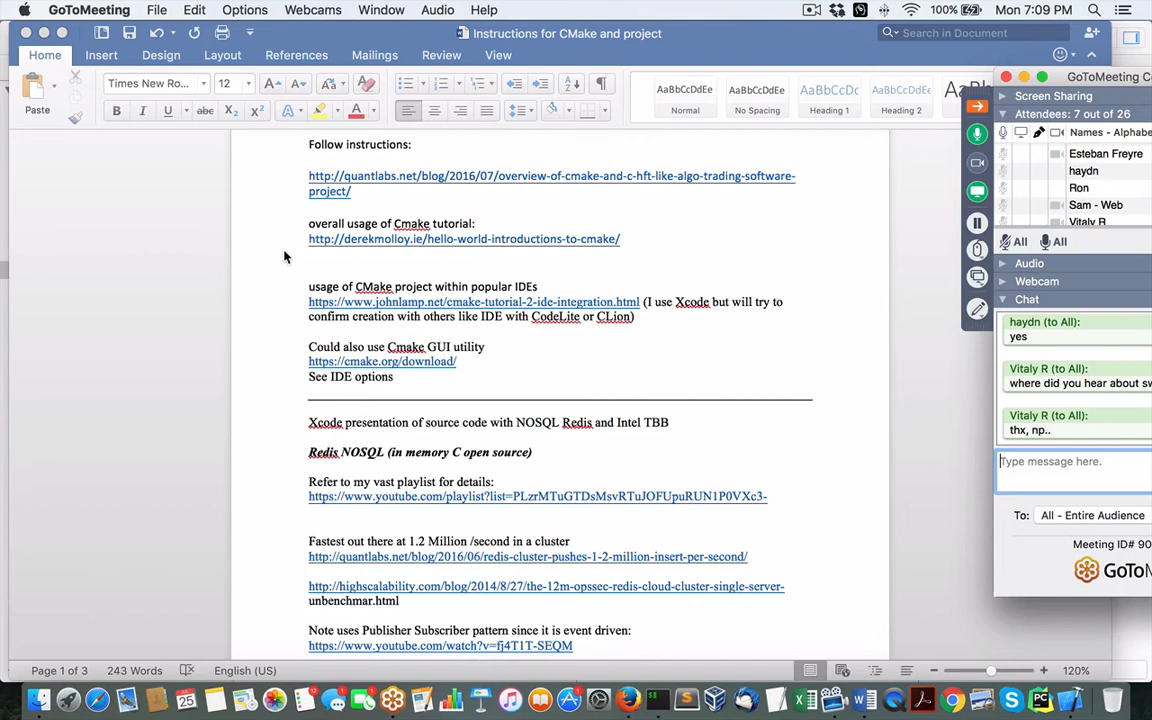 GoToMeeting File Edit Options Webcams Window Audio Help 100% Mon 7:09 PM
Instructions for CMake and project
Search in Document
Home Insert Design Layout References Mailings Review View
Paste
Times New Ro... 12
AaBbCcDdEe AaBbCcDdEe AaBbCcDc AaBbCcDdEe
Normal No Spacing Heading 1 Heading 2
Follow instructions:
http://quantlabs.net/blog/2016/07/overview-of-cmake-and-c-hft-like-algo-trading-software-
project/
overall usage of Cmake tutorial:
http://derekmolloy.ie/hello-world-introductions-to-cmake/
usage of CMake project within popular IDEs
https://www.johnlamp.net/cmake-tutorial-2-ide-integration.html (I use Xcode but will try to
confirm creation with others like IDE with CodeLite or CLion)
Could also use Cmake GUI utility
https://cmake.org/download/
See IDE options
Xcode presentation of source code with NOSQL Redis and Intel TBB
Redis NOSQL (in memory C open source)
Refer to my vast playlist for details:
https://www.youtube.com/playlist?list=PLzrMTuGTDsMsvRTuJOFUpuRUN1P0VXc3-
Fastest out there at 1.2 Million /second in a cluster
http://quantlabs.net/blog/2016/06/redis-cluster-pushes-1-2-million-insert-per-second/
http://highscalability.com/blog/2014/8/27/the-12m-opssec-redis-cloud-cluster-single-server-
unbenchmar.html
Note uses Publisher Subscriber pattern since it is event driven:
https://www.youtube.com/watch?v=fj4T1T-SEQM
Page 1 of 3 243 Words English (US) 120%
GoToMeeting Co
Screen Sharing
Attendees: 7 out of 26
Names - Alphabe
Esteban Freyre
haydn
Ron
Sam - Web
Vitaly R
All All
Audio
Webcam
Chat
haydn (to All):
yes
Vitaly R (to All):
where did you hear about sw
Vitaly R (to All):
thx, np..
Type message here.
To: All - Entire Audience
Meeting ID# 90
GoToM